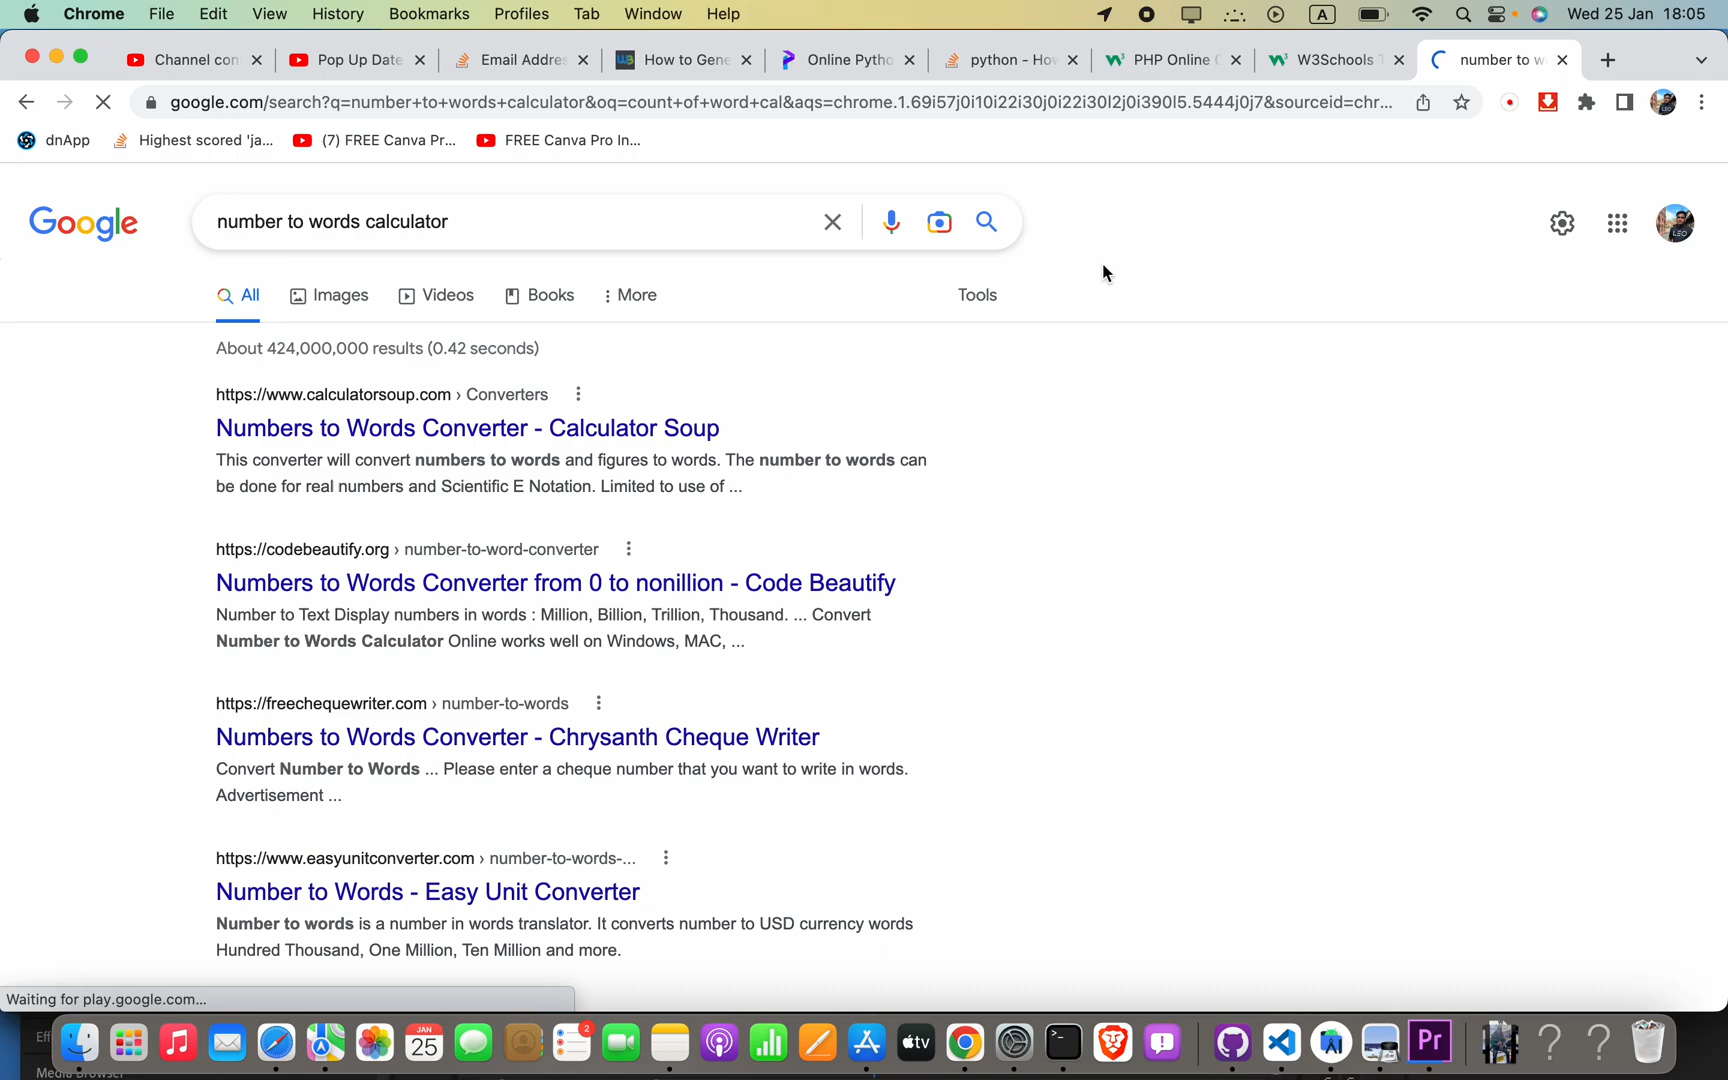 Chrome File Edit View History Bookmarks Profiles Tab Window Help A Wed 25 Jan 18:05
Channel con Pop Up Date Email Addres How to Gene Online Pytho python - Ho PHP Online C W3Schools T number to w
google.com/search?q=number+to+words+calculator&oq=count+of+word+cal&aqs=chrome.1.69i57j0i10i22i30j0i22i30l2j0i390l5.5444j0j7&sourceid=chr...
dnApp Highest scored 'ja... (7) FREE Canva Pr... FREE Canva Pro In...
Google number to words calculator LEO
All Images Videos Books More Tools
About 424,000,000 results (0.42 seconds)
https://www.calculatorsoup.com › Converters
Numbers to Words Converter - Calculator Soup
This converter will convert numbers to words and figures to words. The number to words can
be done for real numbers and Scientific E Notation. Limited to use of ...
https://codebeautify.org › number-to-word-converter
Numbers to Words Converter from 0 to nonillion - Code Beautify
Number to Text Display numbers in words : Million, Billion, Trillion, Thousand. ... Convert
Number to Words Calculator Online works well on Windows, MAC, ...
https://freechequewriter.com › number-to-words
Numbers to Words Converter - Chrysanth Cheque Writer
Convert Number to Words ... Please enter a cheque number that you want to write in words.
Advertisement ...
https://www.easyunitconverter.com › number-to-words-...
Number to Words - Easy Unit Converter
Number to words is a number in words translator. It converts number to USD currency words
Hundred Thousand, One Million, Ten Million and more.
Waiting for play.google.com...
JAN
25
2
tv
Pr
Media Browser